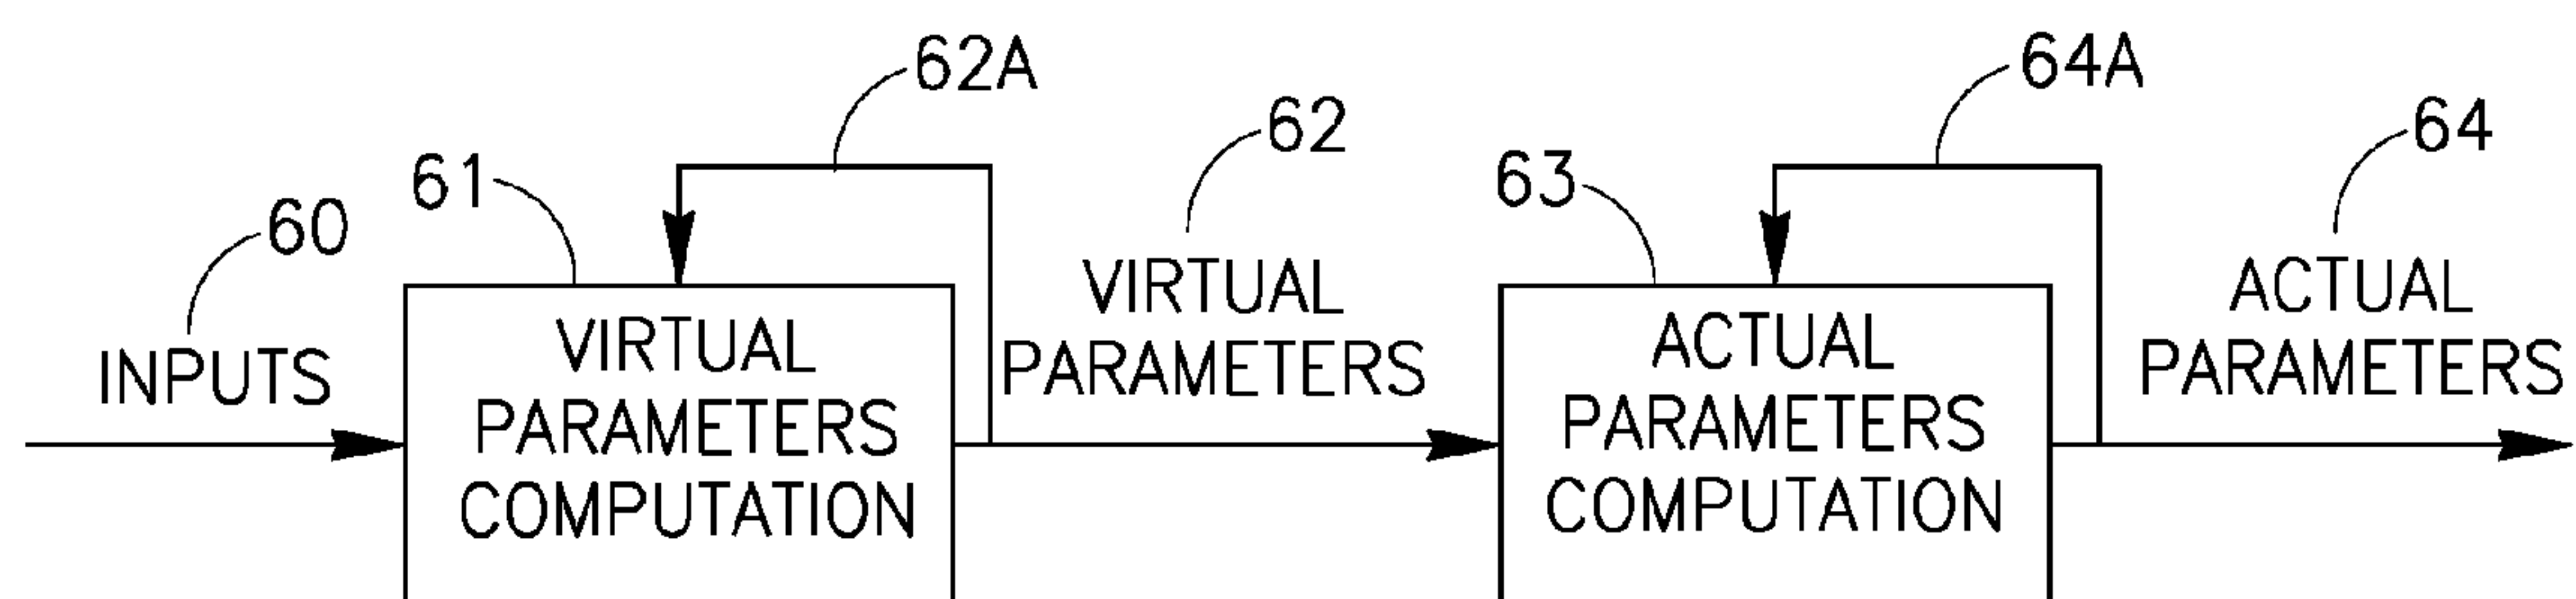 62A
64A
62
64
61
63
60
VIRTUAL
PARAMETERS
ACTUAL
PARAMETERS
INPUTS
VIRTUAL
PARAMETERS
COMPUTATION
ACTUAL
PARAMETERS
COMPUTATION